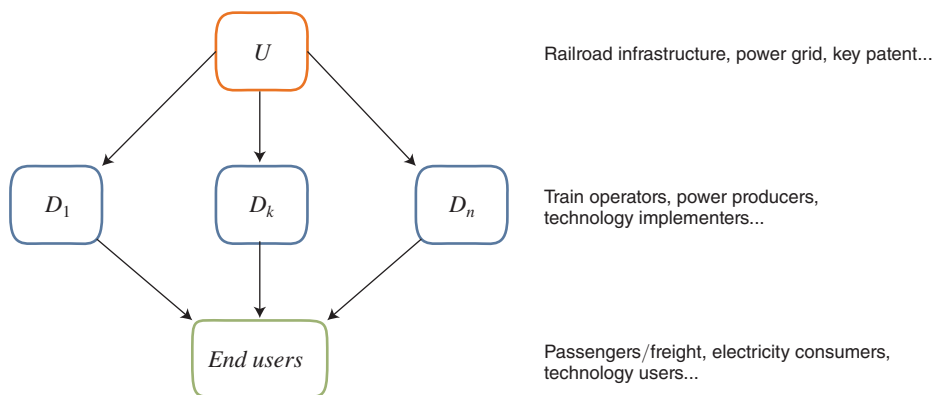 U
Railroad infrastructure, power grid, key patent...
D₁
Dₖ
Dₙ
Train operators, power producers,
technology implementers...
End users
Passengers/freight, electricity consumers,
technology users...